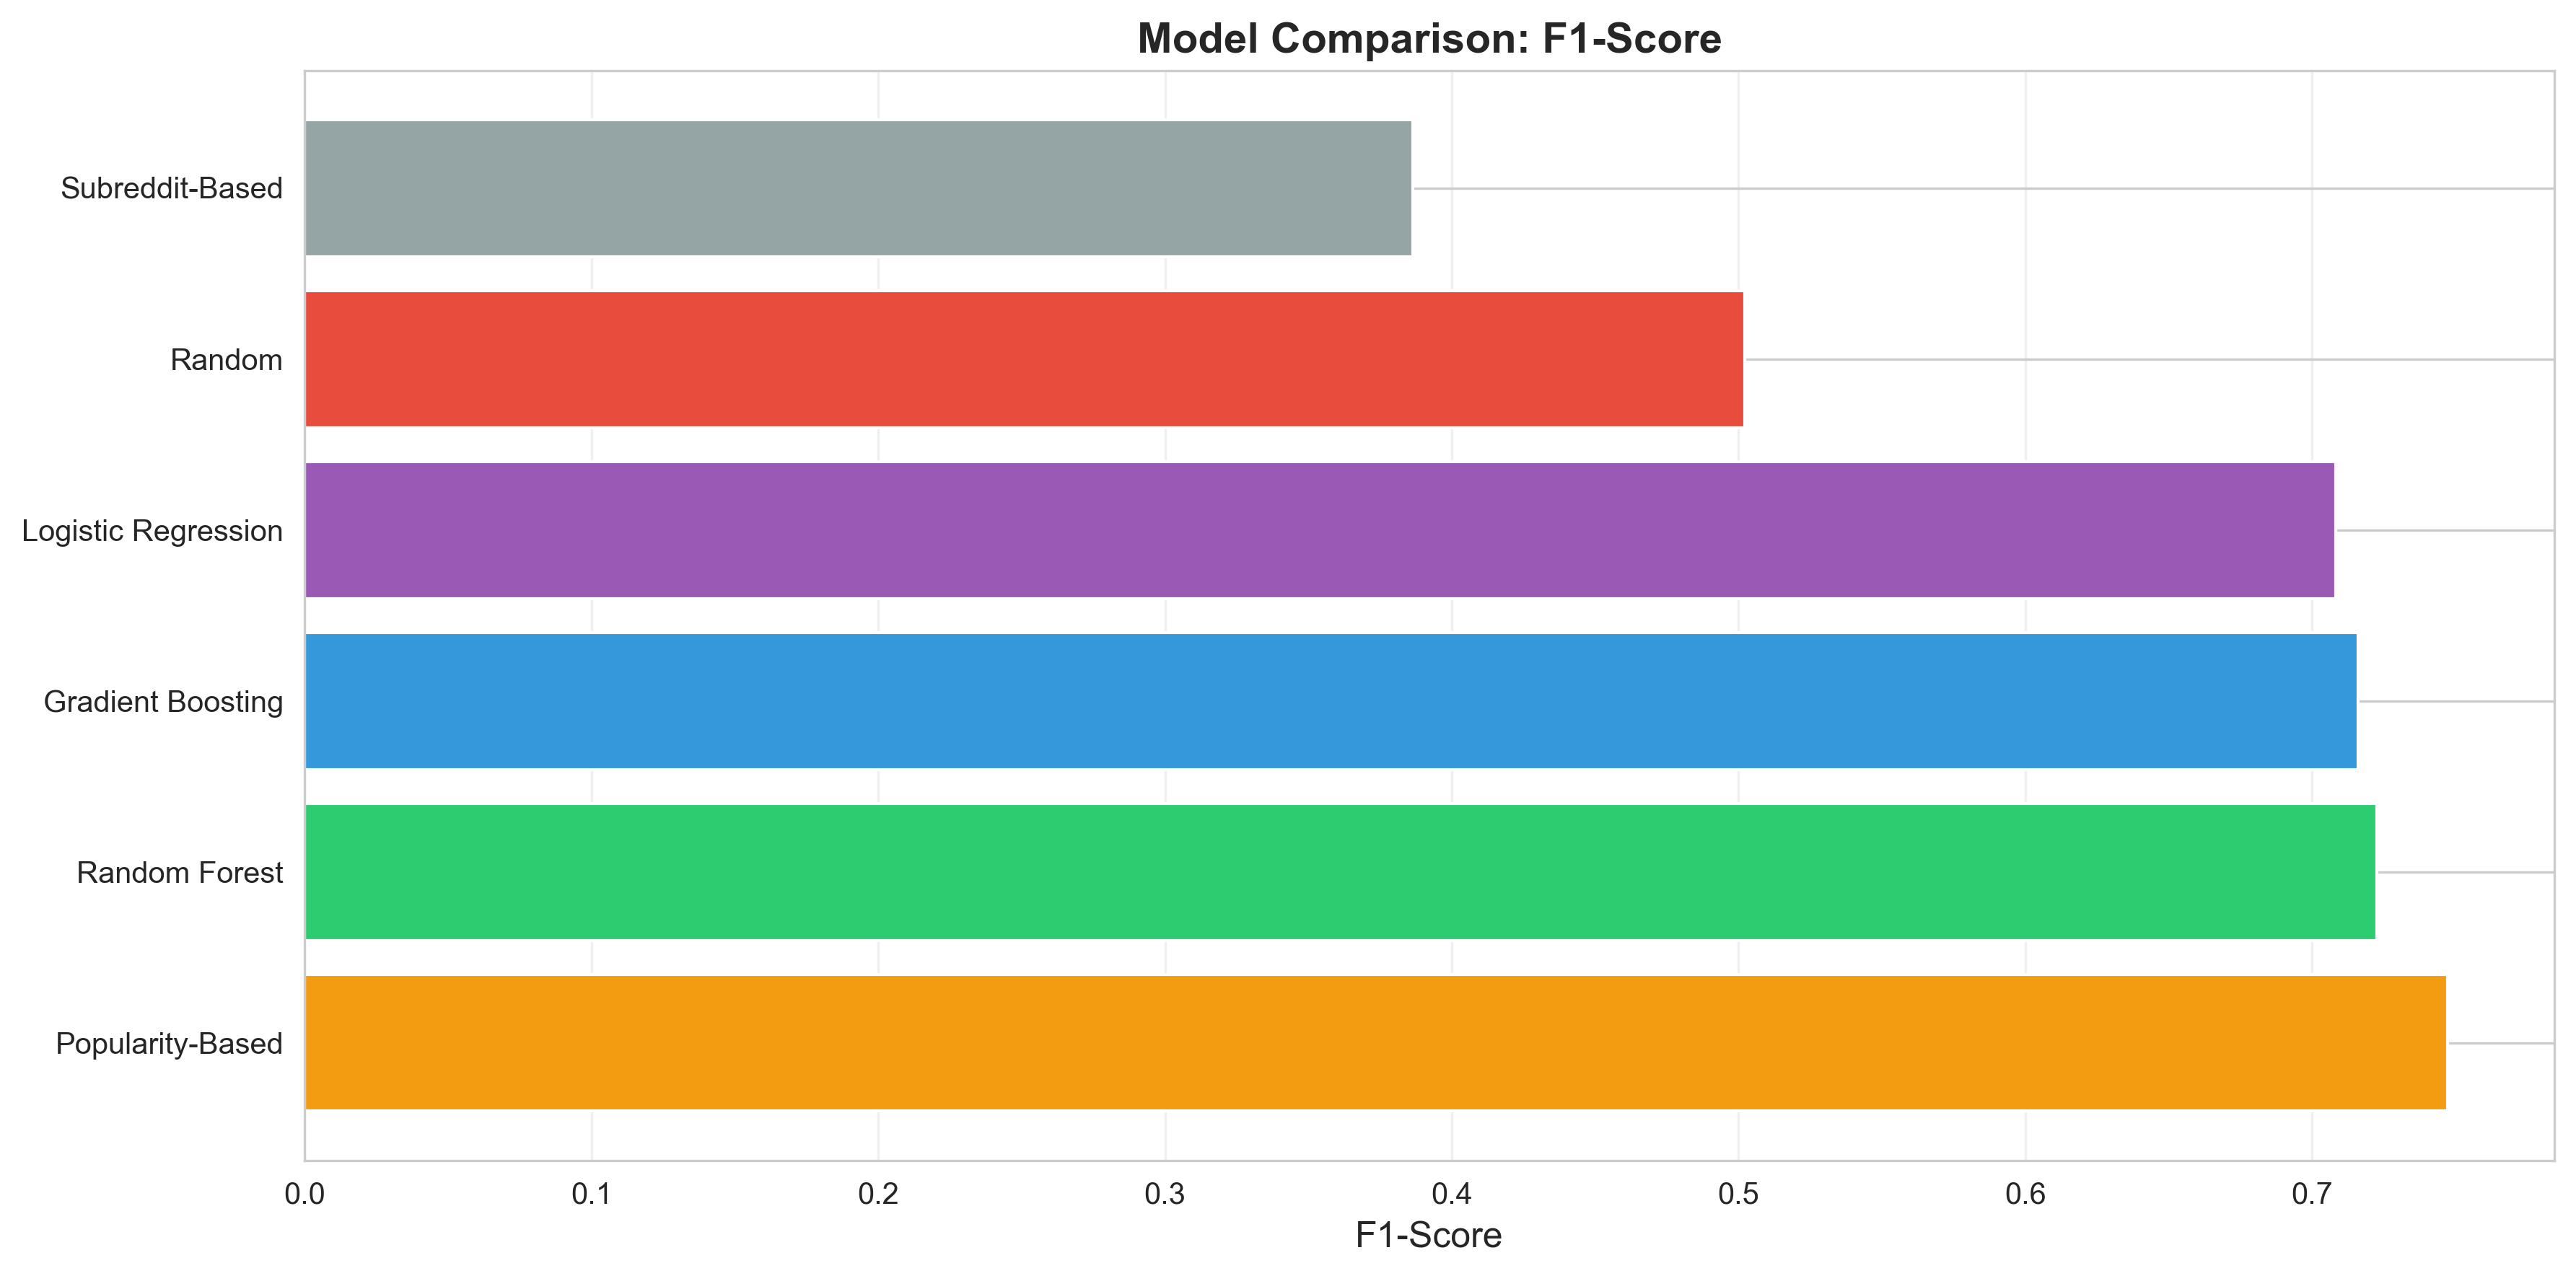 Model Comparison: F1-Score
Subreddit-Based
Random
Logistic Regression
Gradient Boosting
Random Forest
Popularity-Based
0.0 0.1 0.2 0.3 0.4 0.5 0.6 0.7
F1-Score